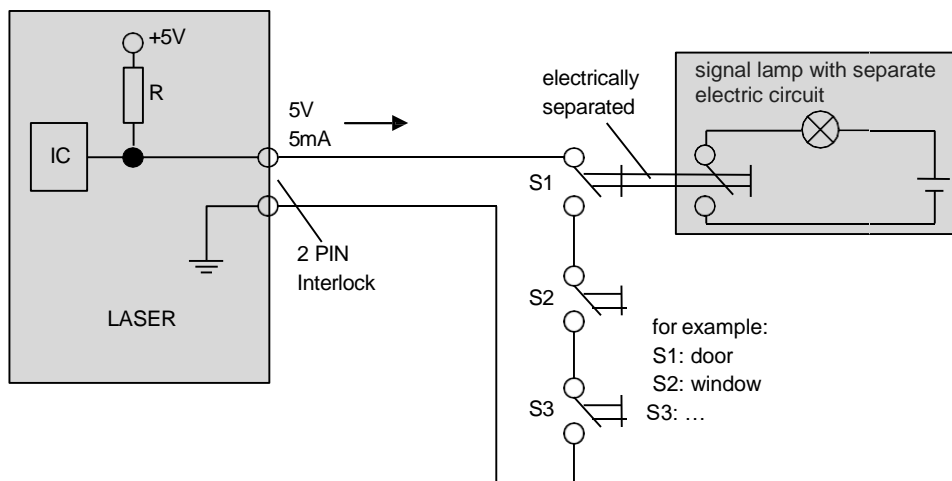 +5V
R
IC
LASER
5V
5mA
2 PIN
Interlock
electrically
separated
signal lamp with separate
electric circuit
S1
S2
S3
for example:
S1: door
S2: window
S3: …